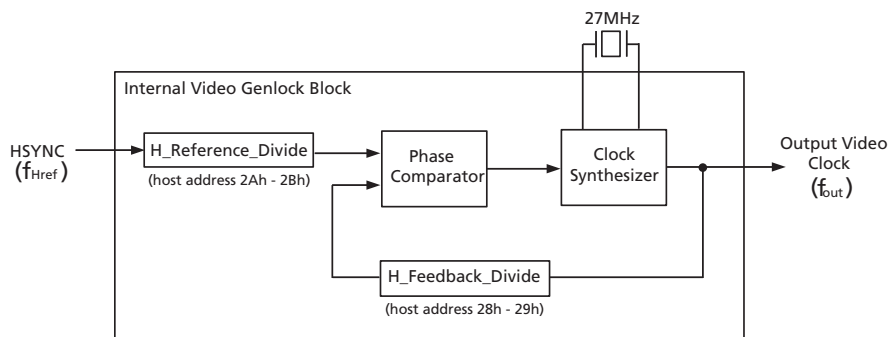 27MHz
Internal Video Genlock Block
HSYNC
(fHref)
H_Reference_Divide
(host address 2Ah - 2Bh)
Phase
Comparator
Clock
Synthesizer
Output Video
Clock
(fout)
H_Feedback_Divide
(host address 28h - 29h)